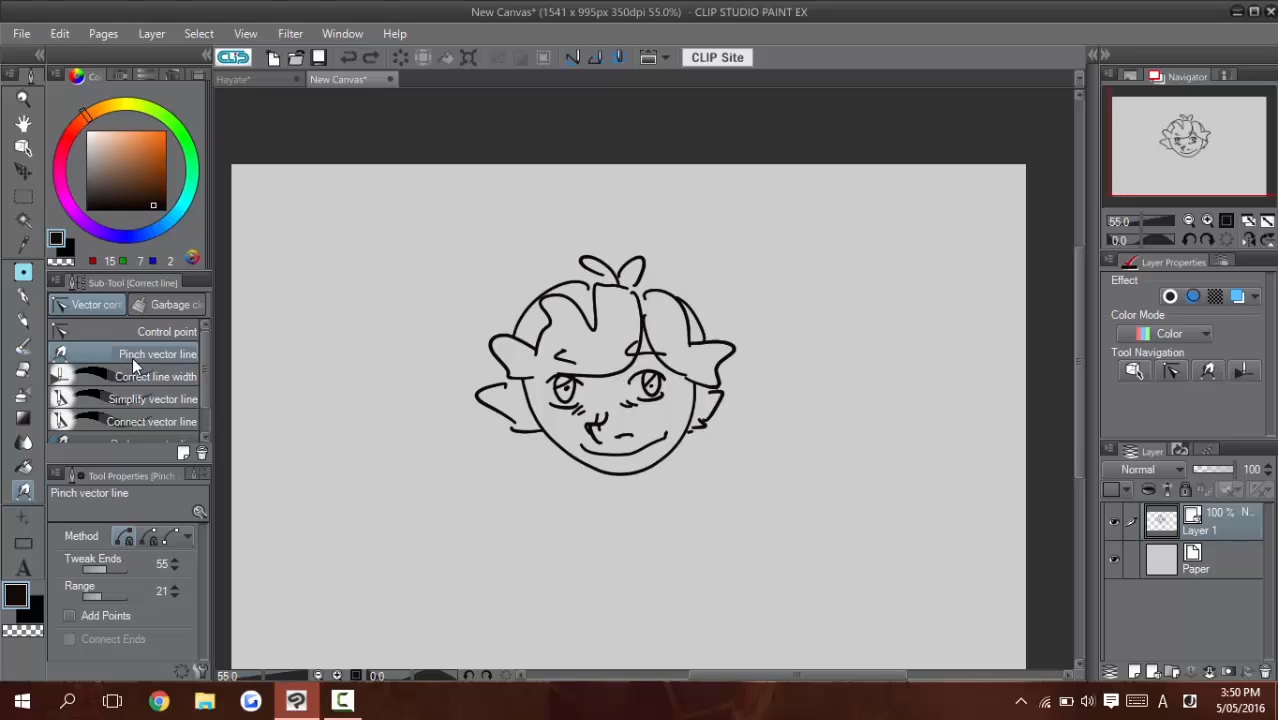 New Canvas* (1541 x 995px 350dpi 55.0%) - CLIP STUDIO PAINT EX
File Edit Pages Layer Select View Filter Window Help
CLIP Site
Hayate*
New Canvas*
Co
15 7 2
Sub-Tool [Correct line]
Vector con
Garbage cl
Control point
Pinch vector line
Correct line width
Simplify vector line
Connect vector line
Tool Properties [Pinch
Pinch vector line
Method
Tweak Ends 55
Range 21
Add Points
Connect Ends
55.0
0.0
Navigator
55.0
0.0
Layer Properties
Effect
Color Mode
Color
Tool Navigation
Layer
Normal 100
100 % N..
Layer 1
Paper
A
3:50 PM
5/05/2016